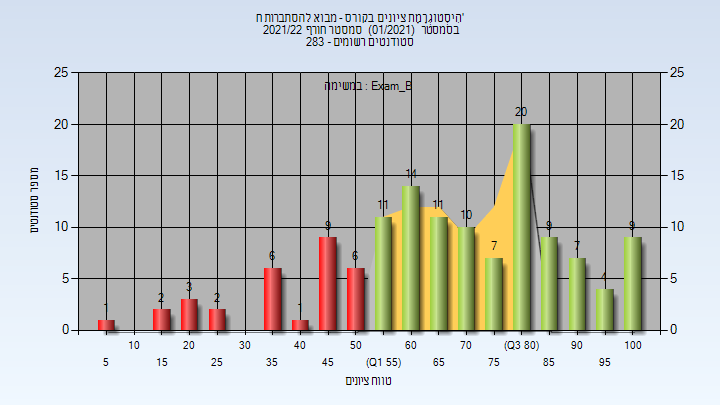 היסטוגרמת ציונים בקורס - מבוא להסתברות ח'
בסמסטר (01/2021) סמסטר חורף 2021/22
סטודנטים רשומים - 283
במשימה : Exam_B
מספר סטודנטים
25 25
20 20
15 15
10 10
5 5
0 0
1 2 3 2 6 1 9 6 11 14 11 10 7 20 9 7 4 9
10 20 30 40 50 60 70 (Q3 80) 90 100
5 15 25 35 45 (Q1 55) 65 75 85 95
טווח ציונים